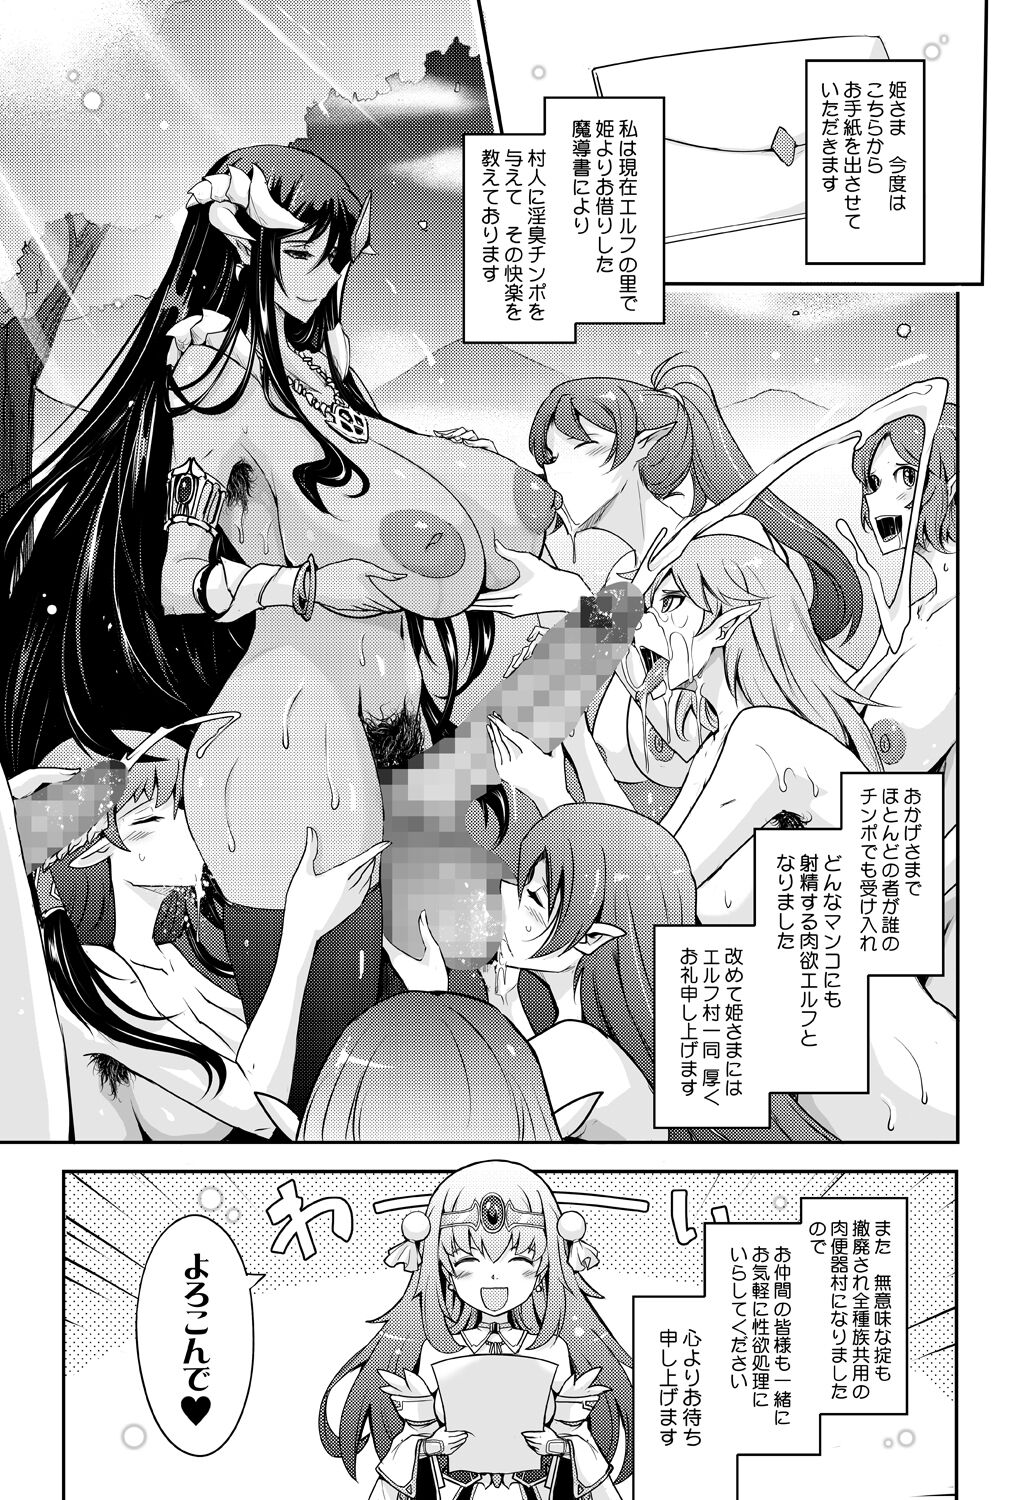 姫さま　今度は
こちらから
お手紙を出させて
いただきます
私は現在エルフの里で
姫よりお借りした
魔導書により
村人に淫臭チンポを
与えて　その快楽を
教えております
おかげさまで
ほとんどの者が誰の
チンポでも受け入れ
どんなマンコにも
射精する肉欲エルフと
なりました
改めて姫さまには
エルフ村一同 厚く
お礼申し上げます
また　無意味な掟も
撤廃され全種族共用の
肉便器村になりました
ので
お仲間の皆様も一緒に
お気軽に性欲処理に
いらしてください
心よりお待ち
申し上げます
わーい
よろこんで♥